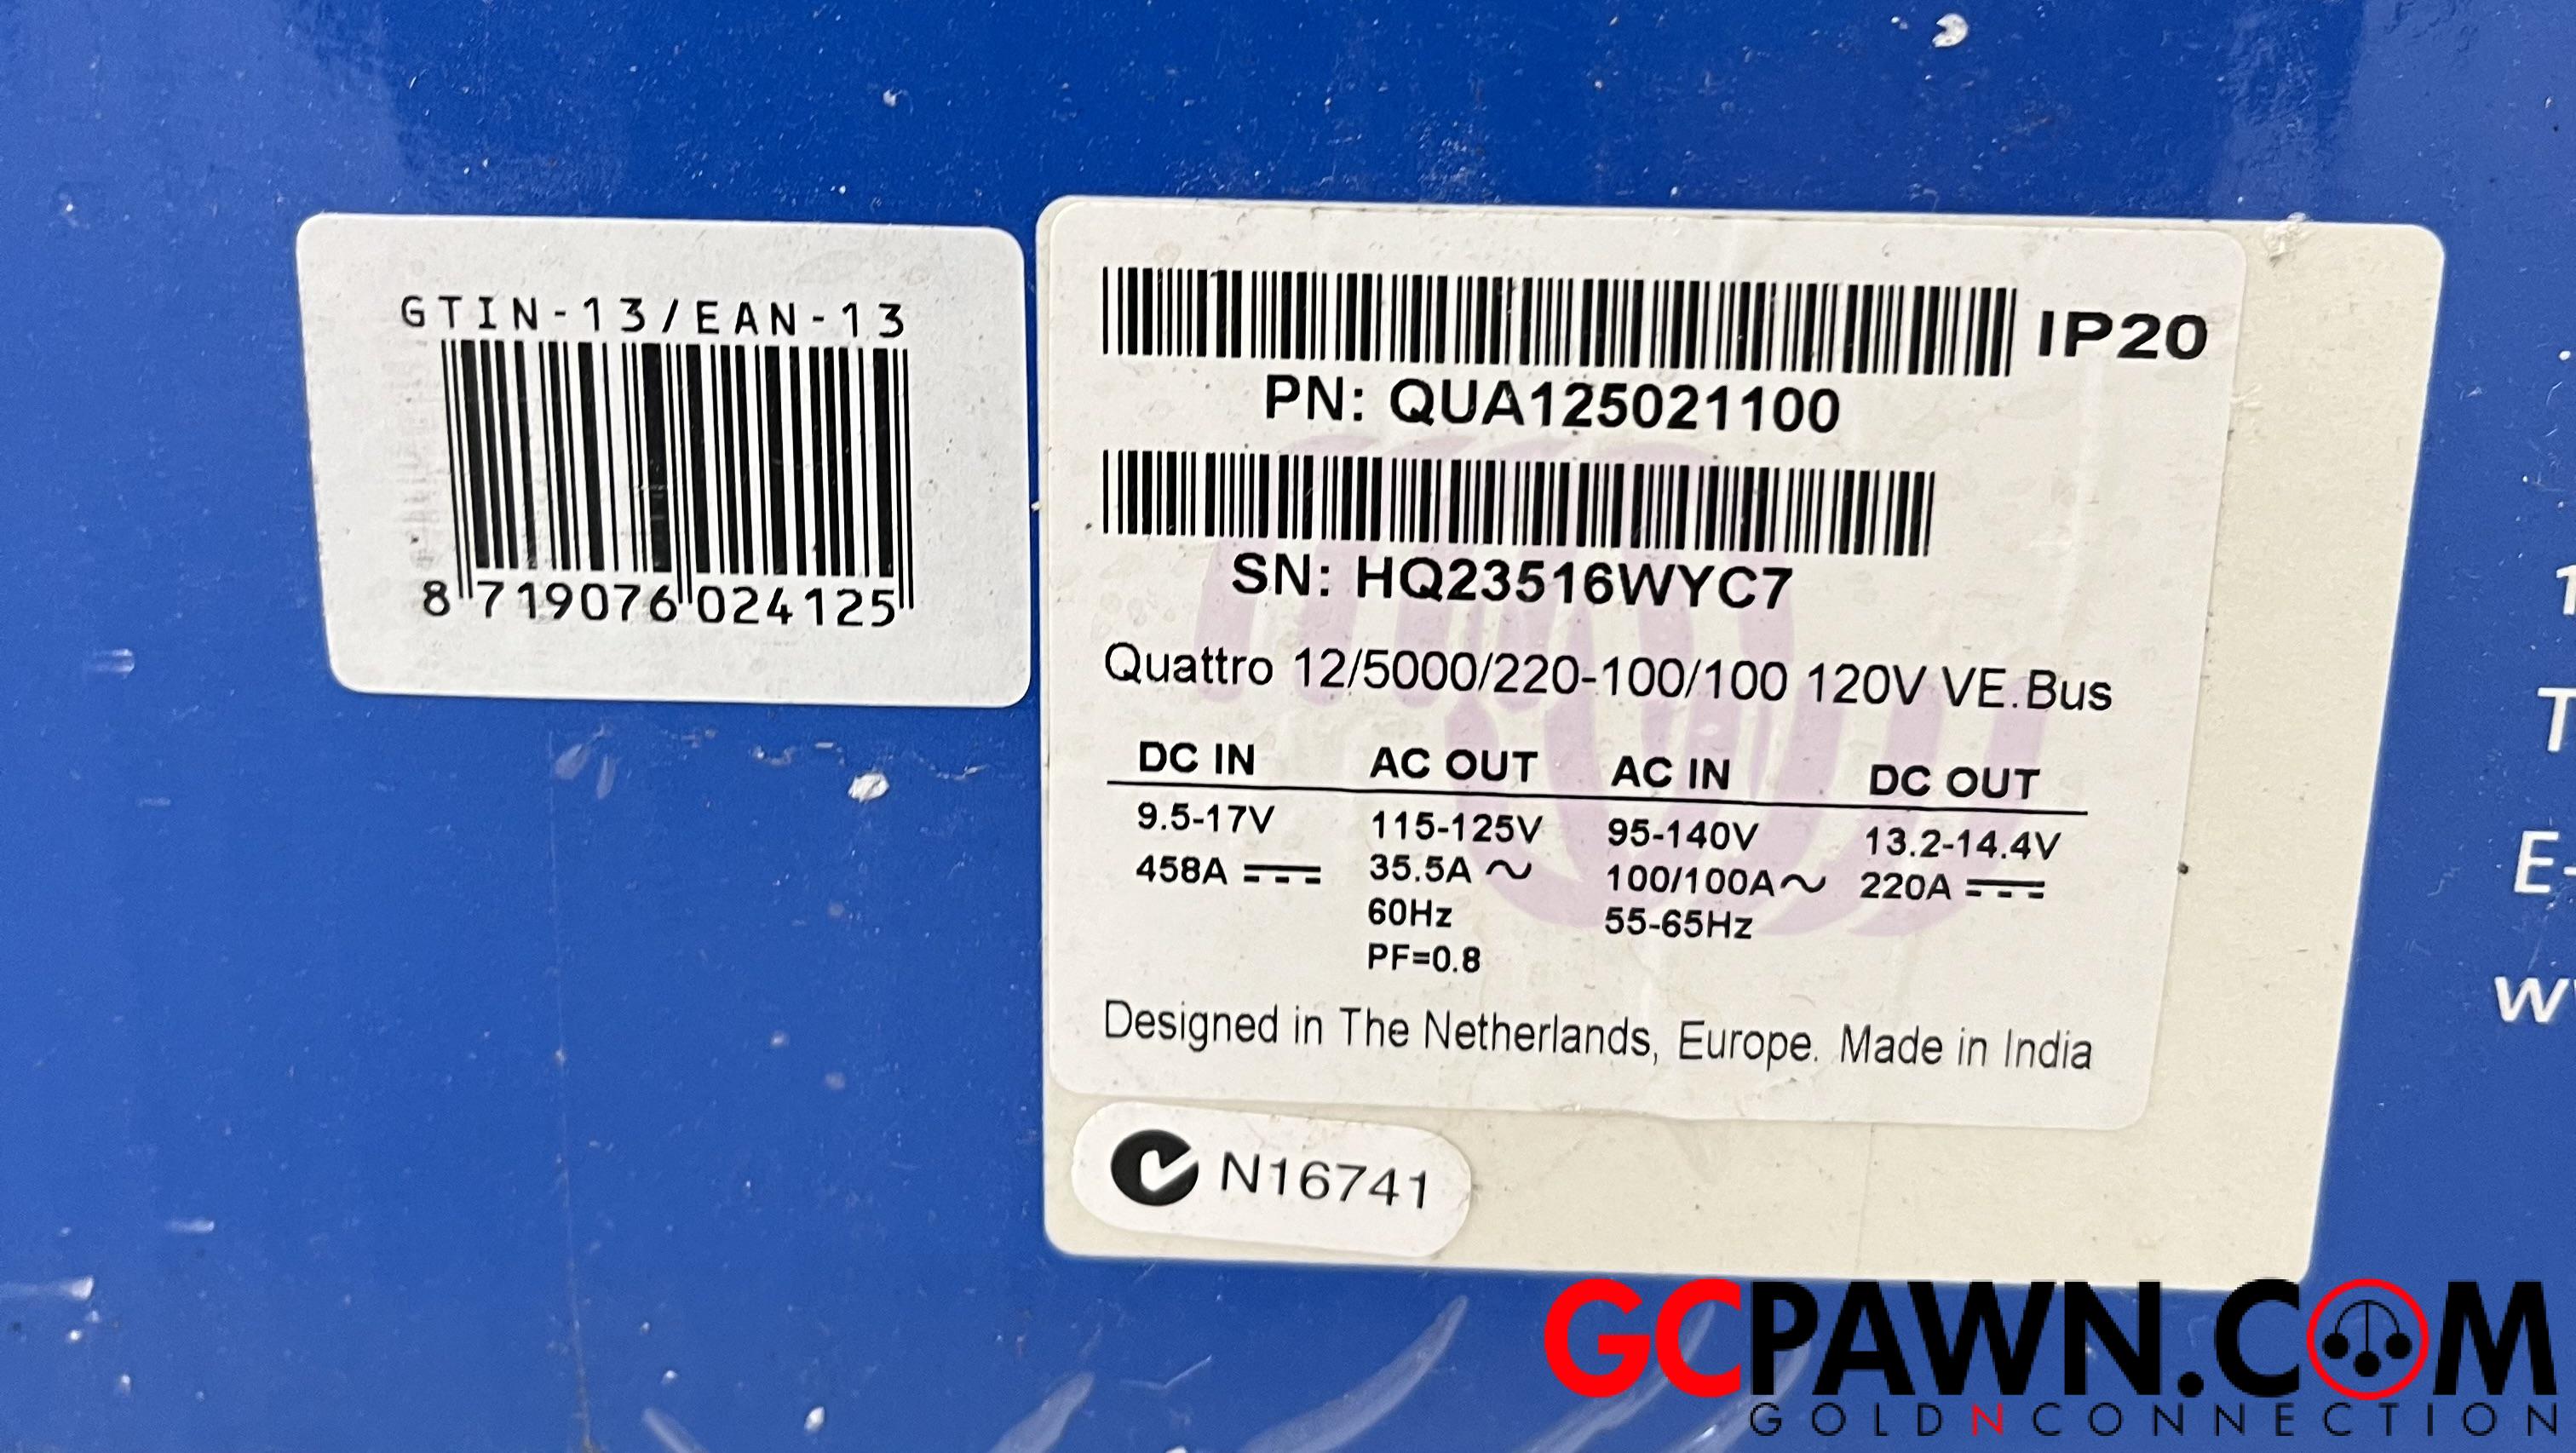 GTIN-13/EAN-13
8 719076 024125
IP20
PN: QUA125021100
SN: HQ23516WYC7
Quattro 12/5000/220-100/100 120V VE.Bus
DC IN AC OUT AC IN DC OUT
9.5-17V 115-125V 95-140V 13.2-14.4V
458A 35.5A 100/100A 220A
60Hz 55-65Hz
PF=0.8
Designed in The Netherlands, Europe. Made in India
N16741
GCPAWN.COM
GOLDNCONNECTION